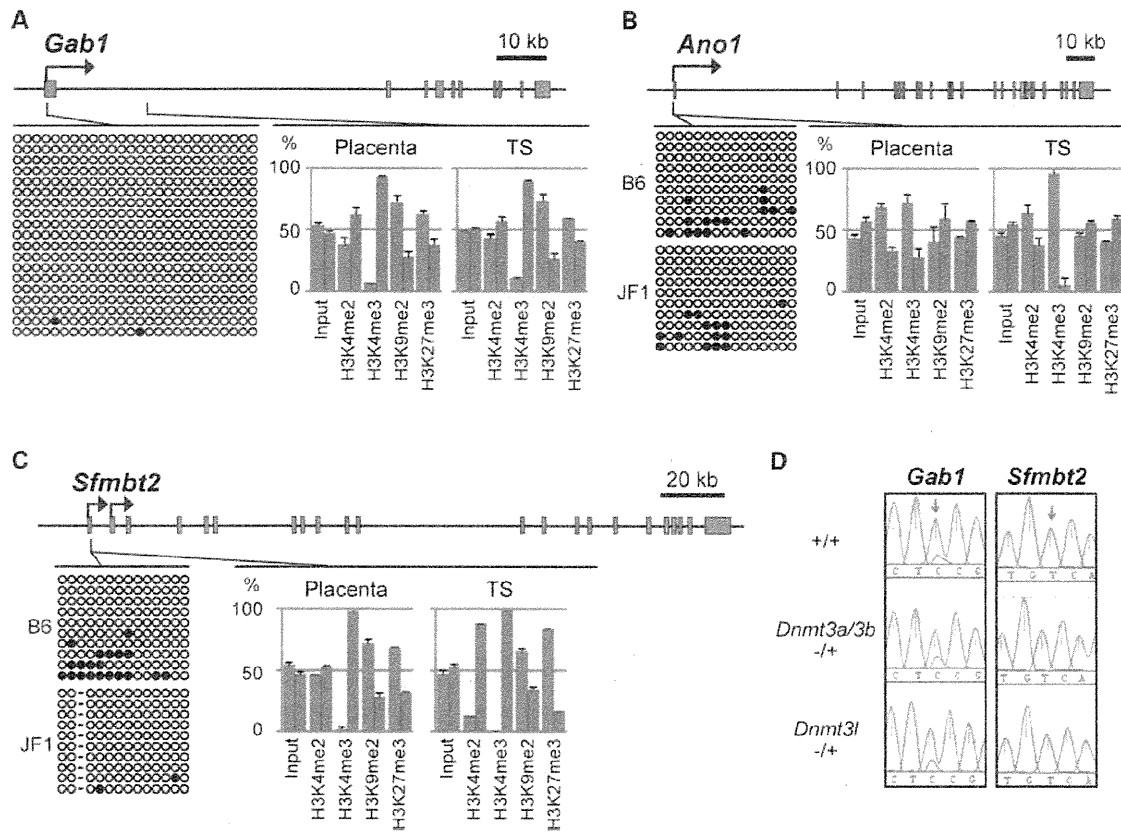 A
Gab1
10 kb
%
100
50
0
Placenta
TS
Input
H3K4me2
H3K4me3
H3K9me2
H3K27me3
Input
H3K4me2
H3K4me3
H3K9me2
H3K27me3
B
Ano1
10 kb
B6
JF1
%
100
50
0
Placenta
TS
Input
H3K4me2
H3K4me3
H3K9me2
H3K27me3
Input
H3K4me2
H3K4me3
H3K9me2
H3K27me3
C
Sfmbt2
20 kb
B6
JF1
%
100
50
0
Placenta
TS
Input
H3K4me2
H3K4me3
H3K9me2
H3K27me3
Input
H3K4me2
H3K4me3
H3K9me2
H3K27me3
D
Gab1 Sfmbt2
+/+
C T C C G
T G T C A
Dnmt3a/3b
-/+
C T C C G
T G T C A
Dnmt3l
-/+
C T C C G
T G T C A